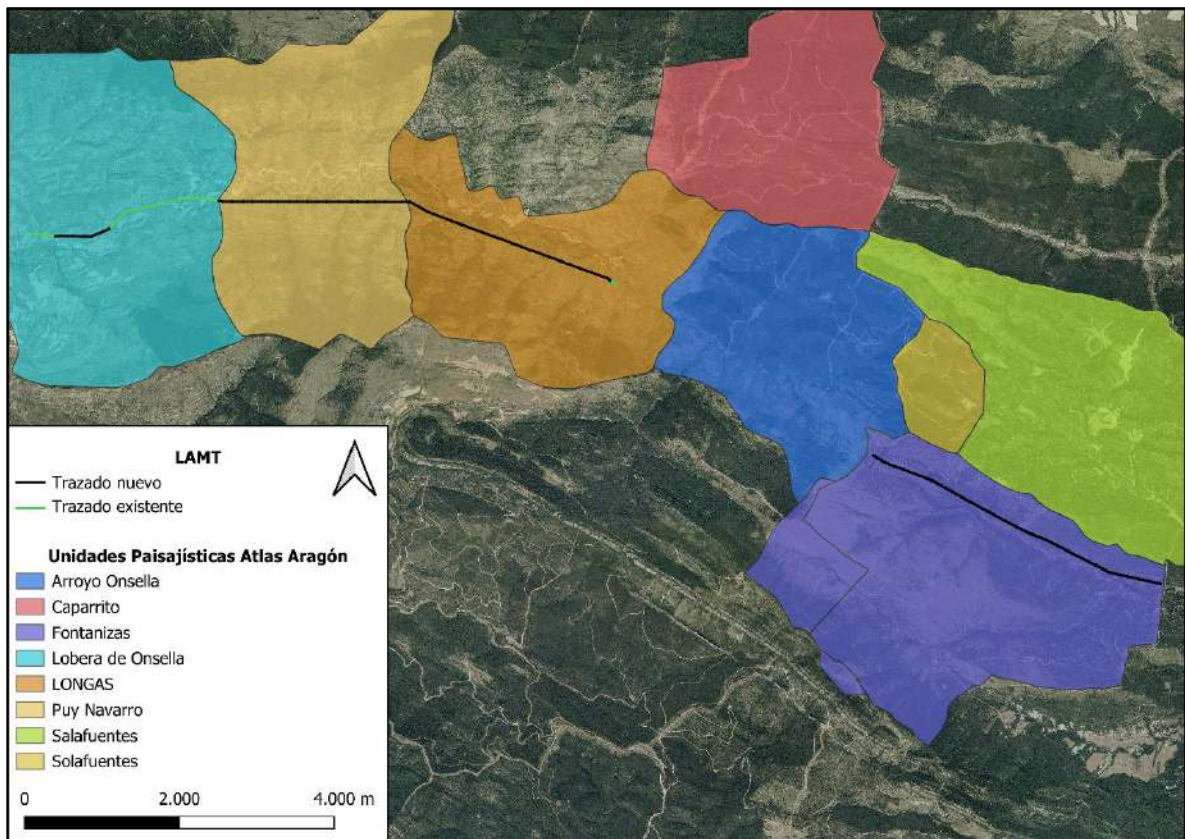 LAMT
Trazado nuevo
Trazado existente
Unidades Paisajísticas Atlas Aragón
Arroyo Onsella
Caparrito
Fontanizas
Lobera de Onsella
LONGAS
Puy Navarro
Salafuentes
Solafuentes
0 2.000 4.000 m